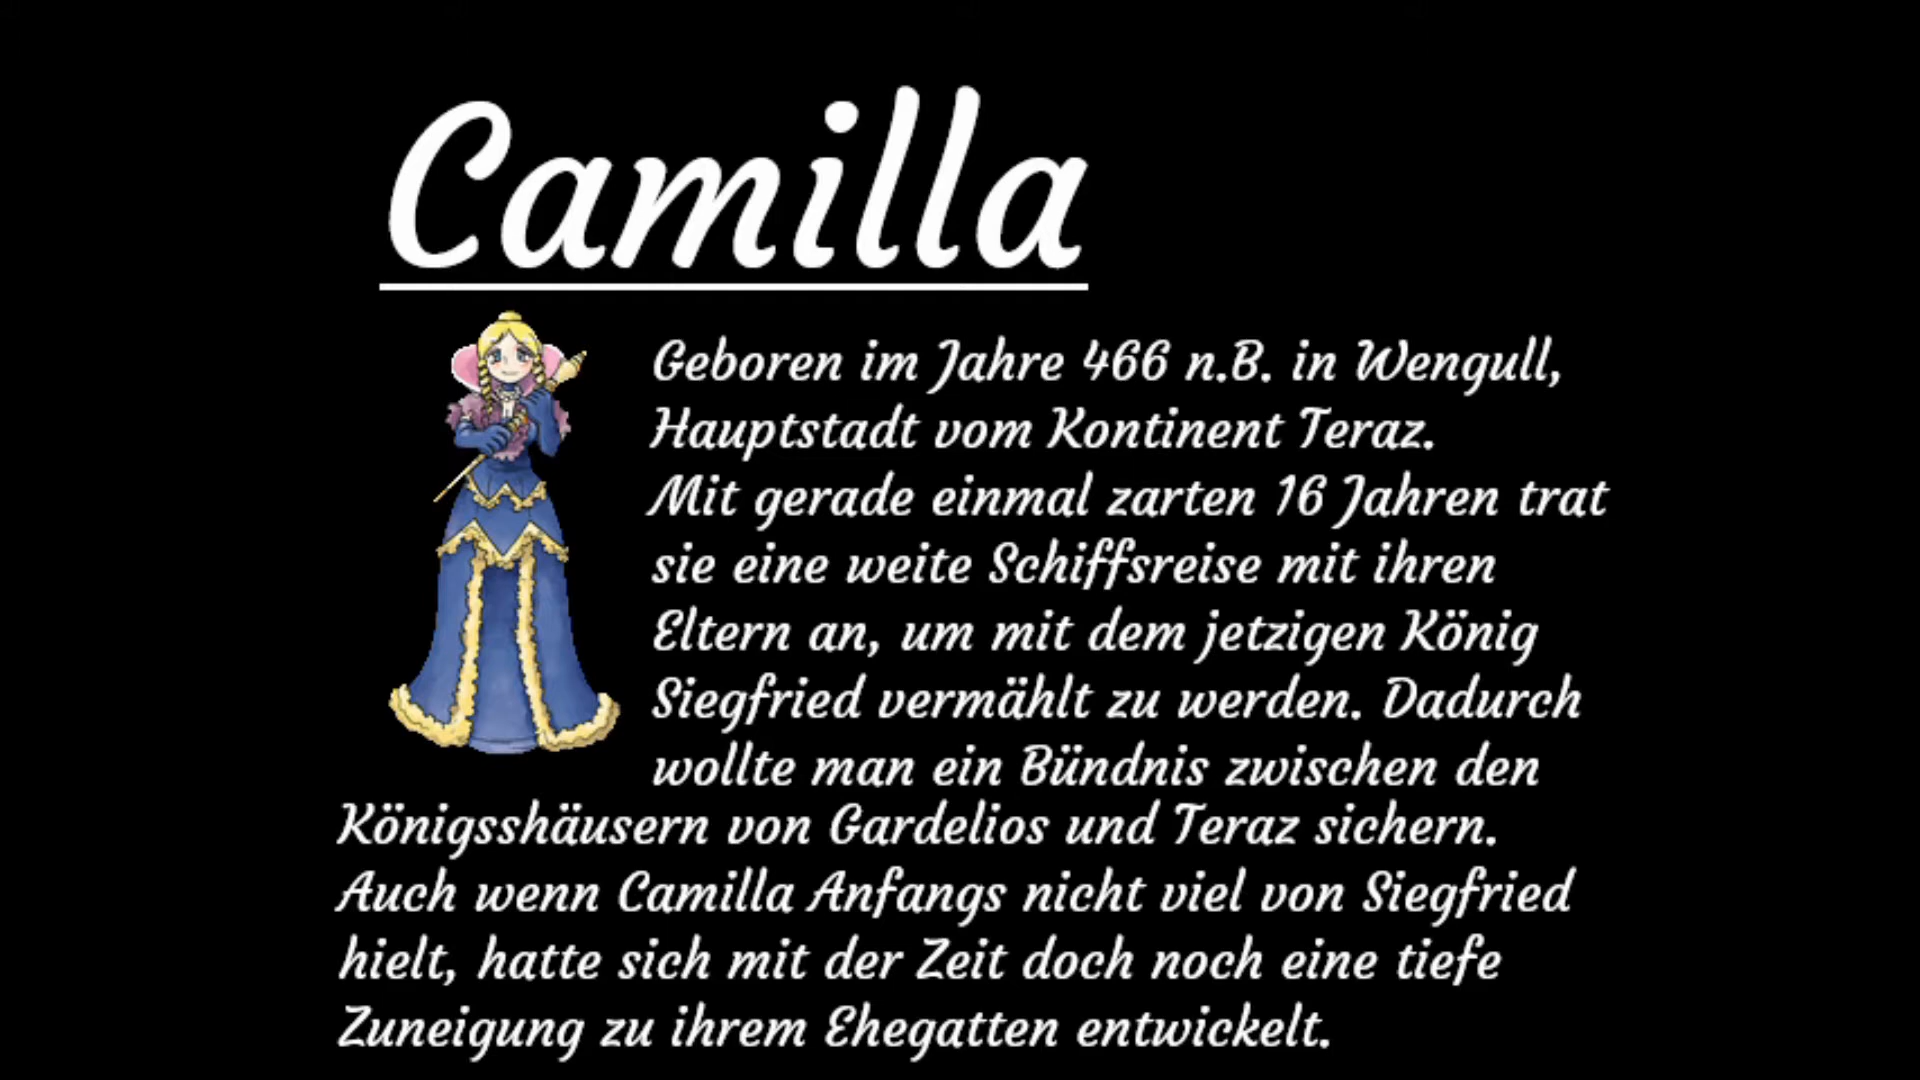 Camilla
Geboren im Jahre 466 n.B. in Wengull,
Hauptstadt vom Kontinent Teraz.
Mit gerade einmal zarten 16 Jahren trat
sie eine weite Schiffsreise mit ihren
Eltern an, um mit dem jetzigen König
Siegfried vermählt zu werden. Dadurch
wollte man ein Bündnis zwischen den
Königsshäusern von Gardelios und Teraz sichern.
Auch wenn Camilla Anfangs nicht viel von Siegfried
hielt, hatte sich mit der Zeit doch noch eine tiefe
Zuneigung zu ihrem Ehegatten entwickelt.